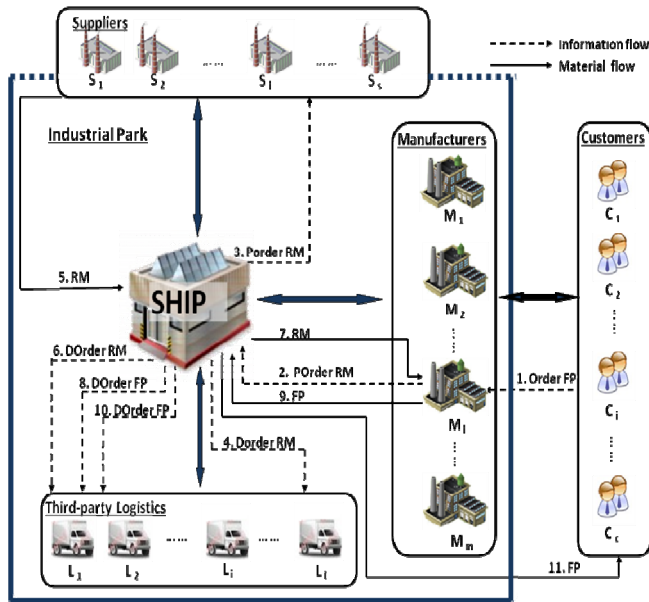 Suppliers
S1 S2 ...... Sl ...... Ss
Information flow
Material flow
Industrial Park
Manufacturers
Customers
M1
C1
3. Porder RM
5. RM
SHIP
M2
C2
7. RM
6. DOrder RM
2. POrder RM
8. DOrder FP
1. Order FP
9. FP
10. DOrder FP
4. Dorder RM
Ml
Ci
Third-party Logistics
L1 L2 ...... Li ...... Ll
Mm
Cc
11. FP